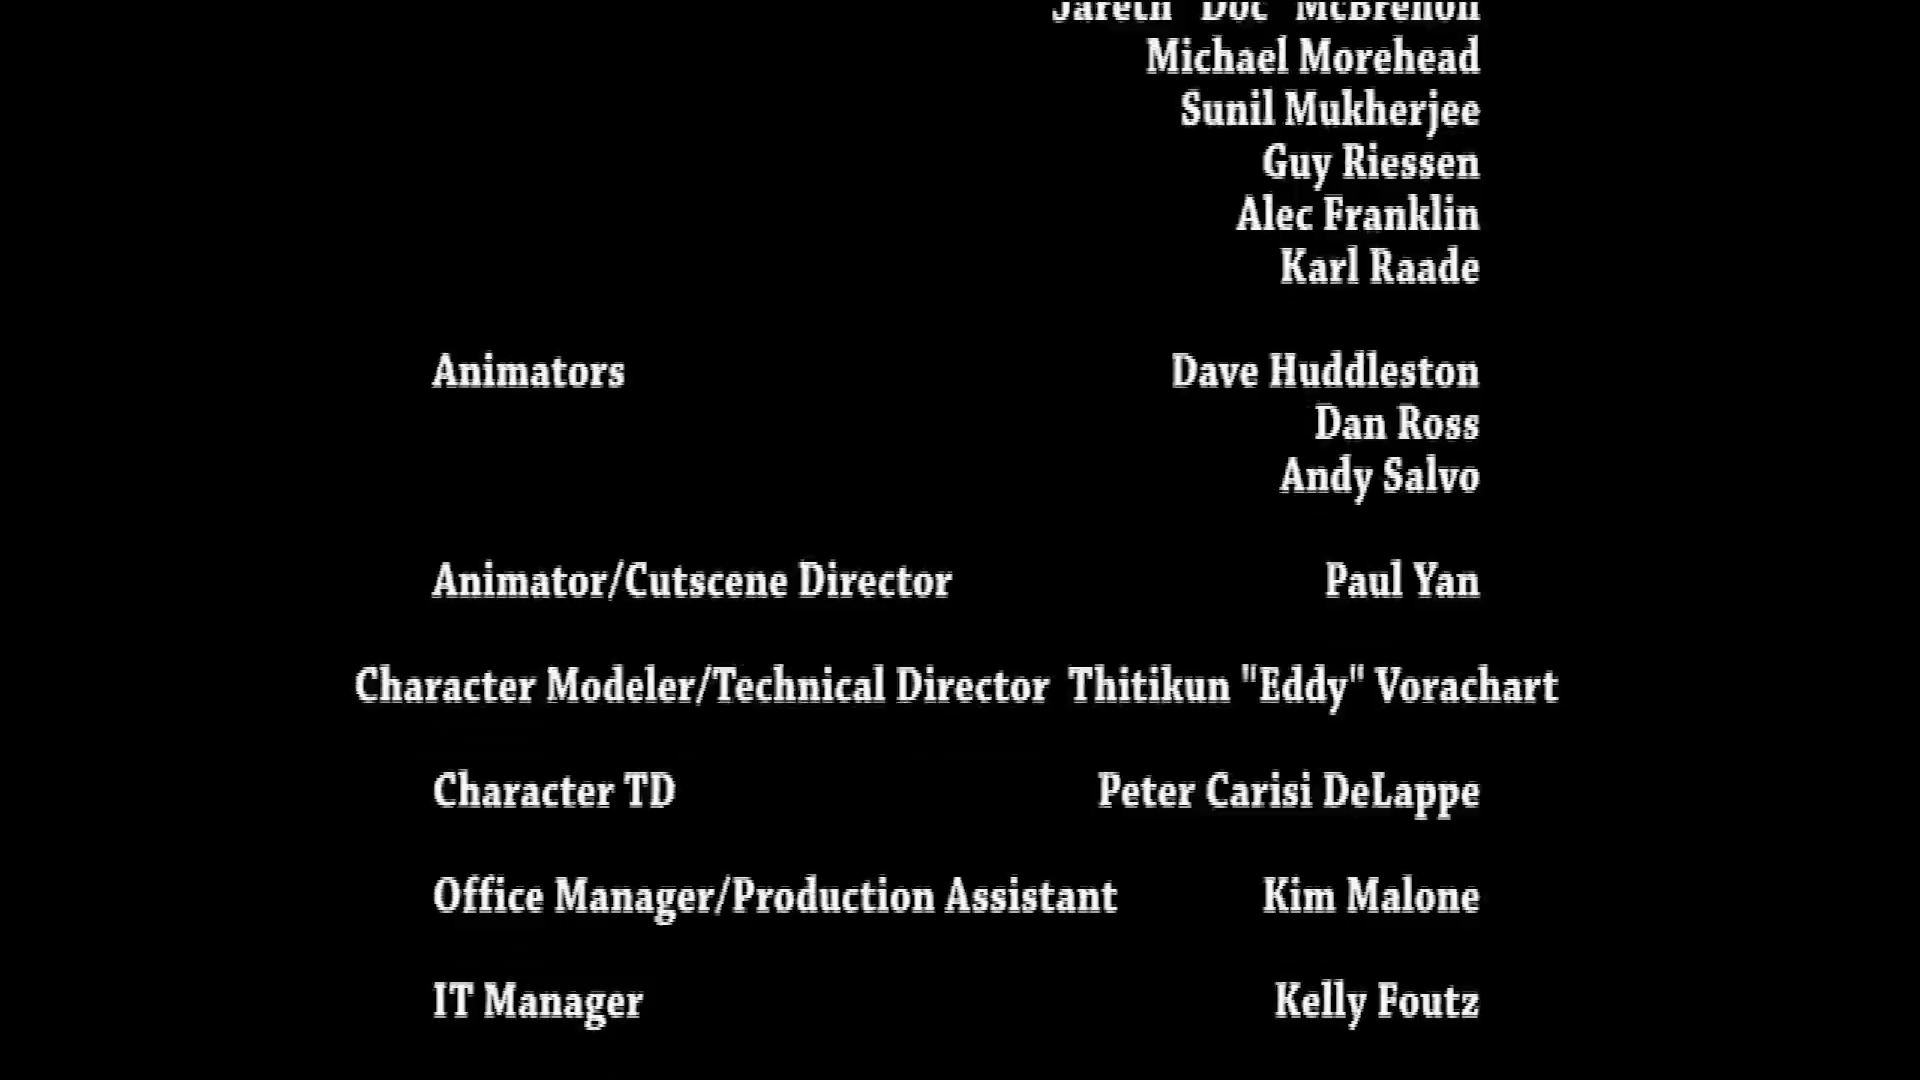 Jareth "Doc" McBrehon
Michael Morehead
Sunil Mukherjee
Guy Riessen
Alec Franklin
Karl Raade
Animators Dave Huddleston
Dan Ross
Andy Salvo
Animator/Cutscene Director Paul Yan
Character Modeler/Technical Director Thitikun "Eddy" Vorachart
Character TD Peter Carisi DeLappe
Office Manager/Production Assistant Kim Malone
IT Manager Kelly Foutz